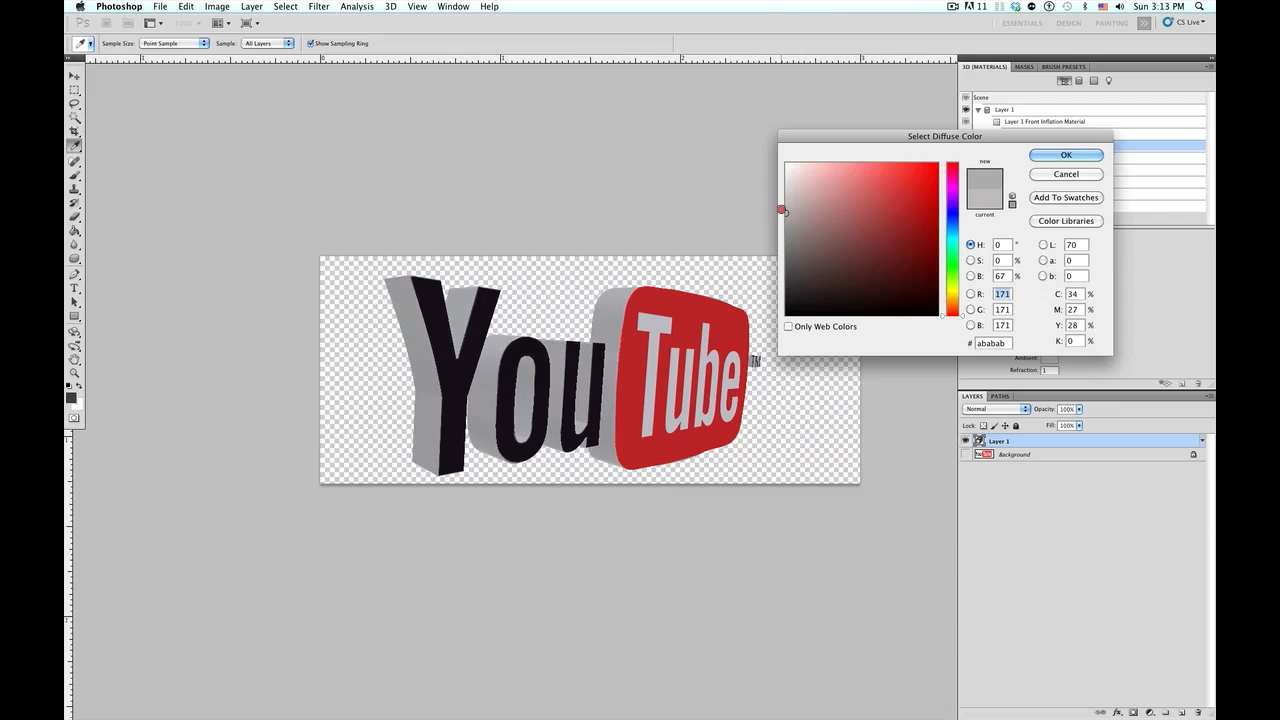 Photoshop File Edit Image Layer Select Filter Analysis 3D View Window Help 11 Sun 3:13 PM
Ps 100% ESSENTIALS DESIGN PAINTING >> CS Live
Sample Size: Point Sample Sample: All Layers Show Sampling Ring
3D {MATERIALS} MASKS BRUSH PRESETS
Scene
Layer 1
Layer 1 Front Inflation Material
Select Diffuse Color
new
OK
Cancel
Add To Swatches
current
Color Libraries
H: 0 ° L: 70
S: 0 % a: 0
B: 67 % b: 0
R: 171 C: 34 %
G: 171 M: 27 %
B: 171 Y: 28 %
# ababab K: 0 %
Only Web Colors
You Tube TM
Ambient:
Refraction: 1
LAYERS PATHS
Normal Opacity: 100%
Lock: Fill: 100%
Layer 1
Background